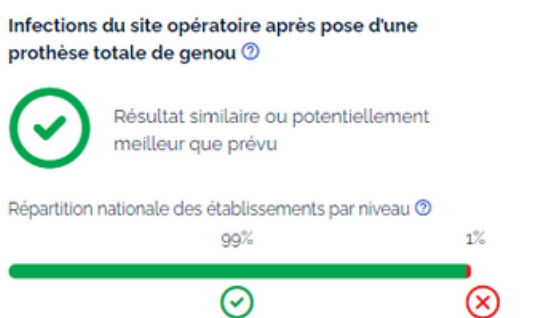 Infections du site opératoire après pose d'une
prothèse totale de genou ?
Résultat similaire ou potentiellement
meilleur que prévu
Répartition nationale des établissements par niveau ?
99% 1%